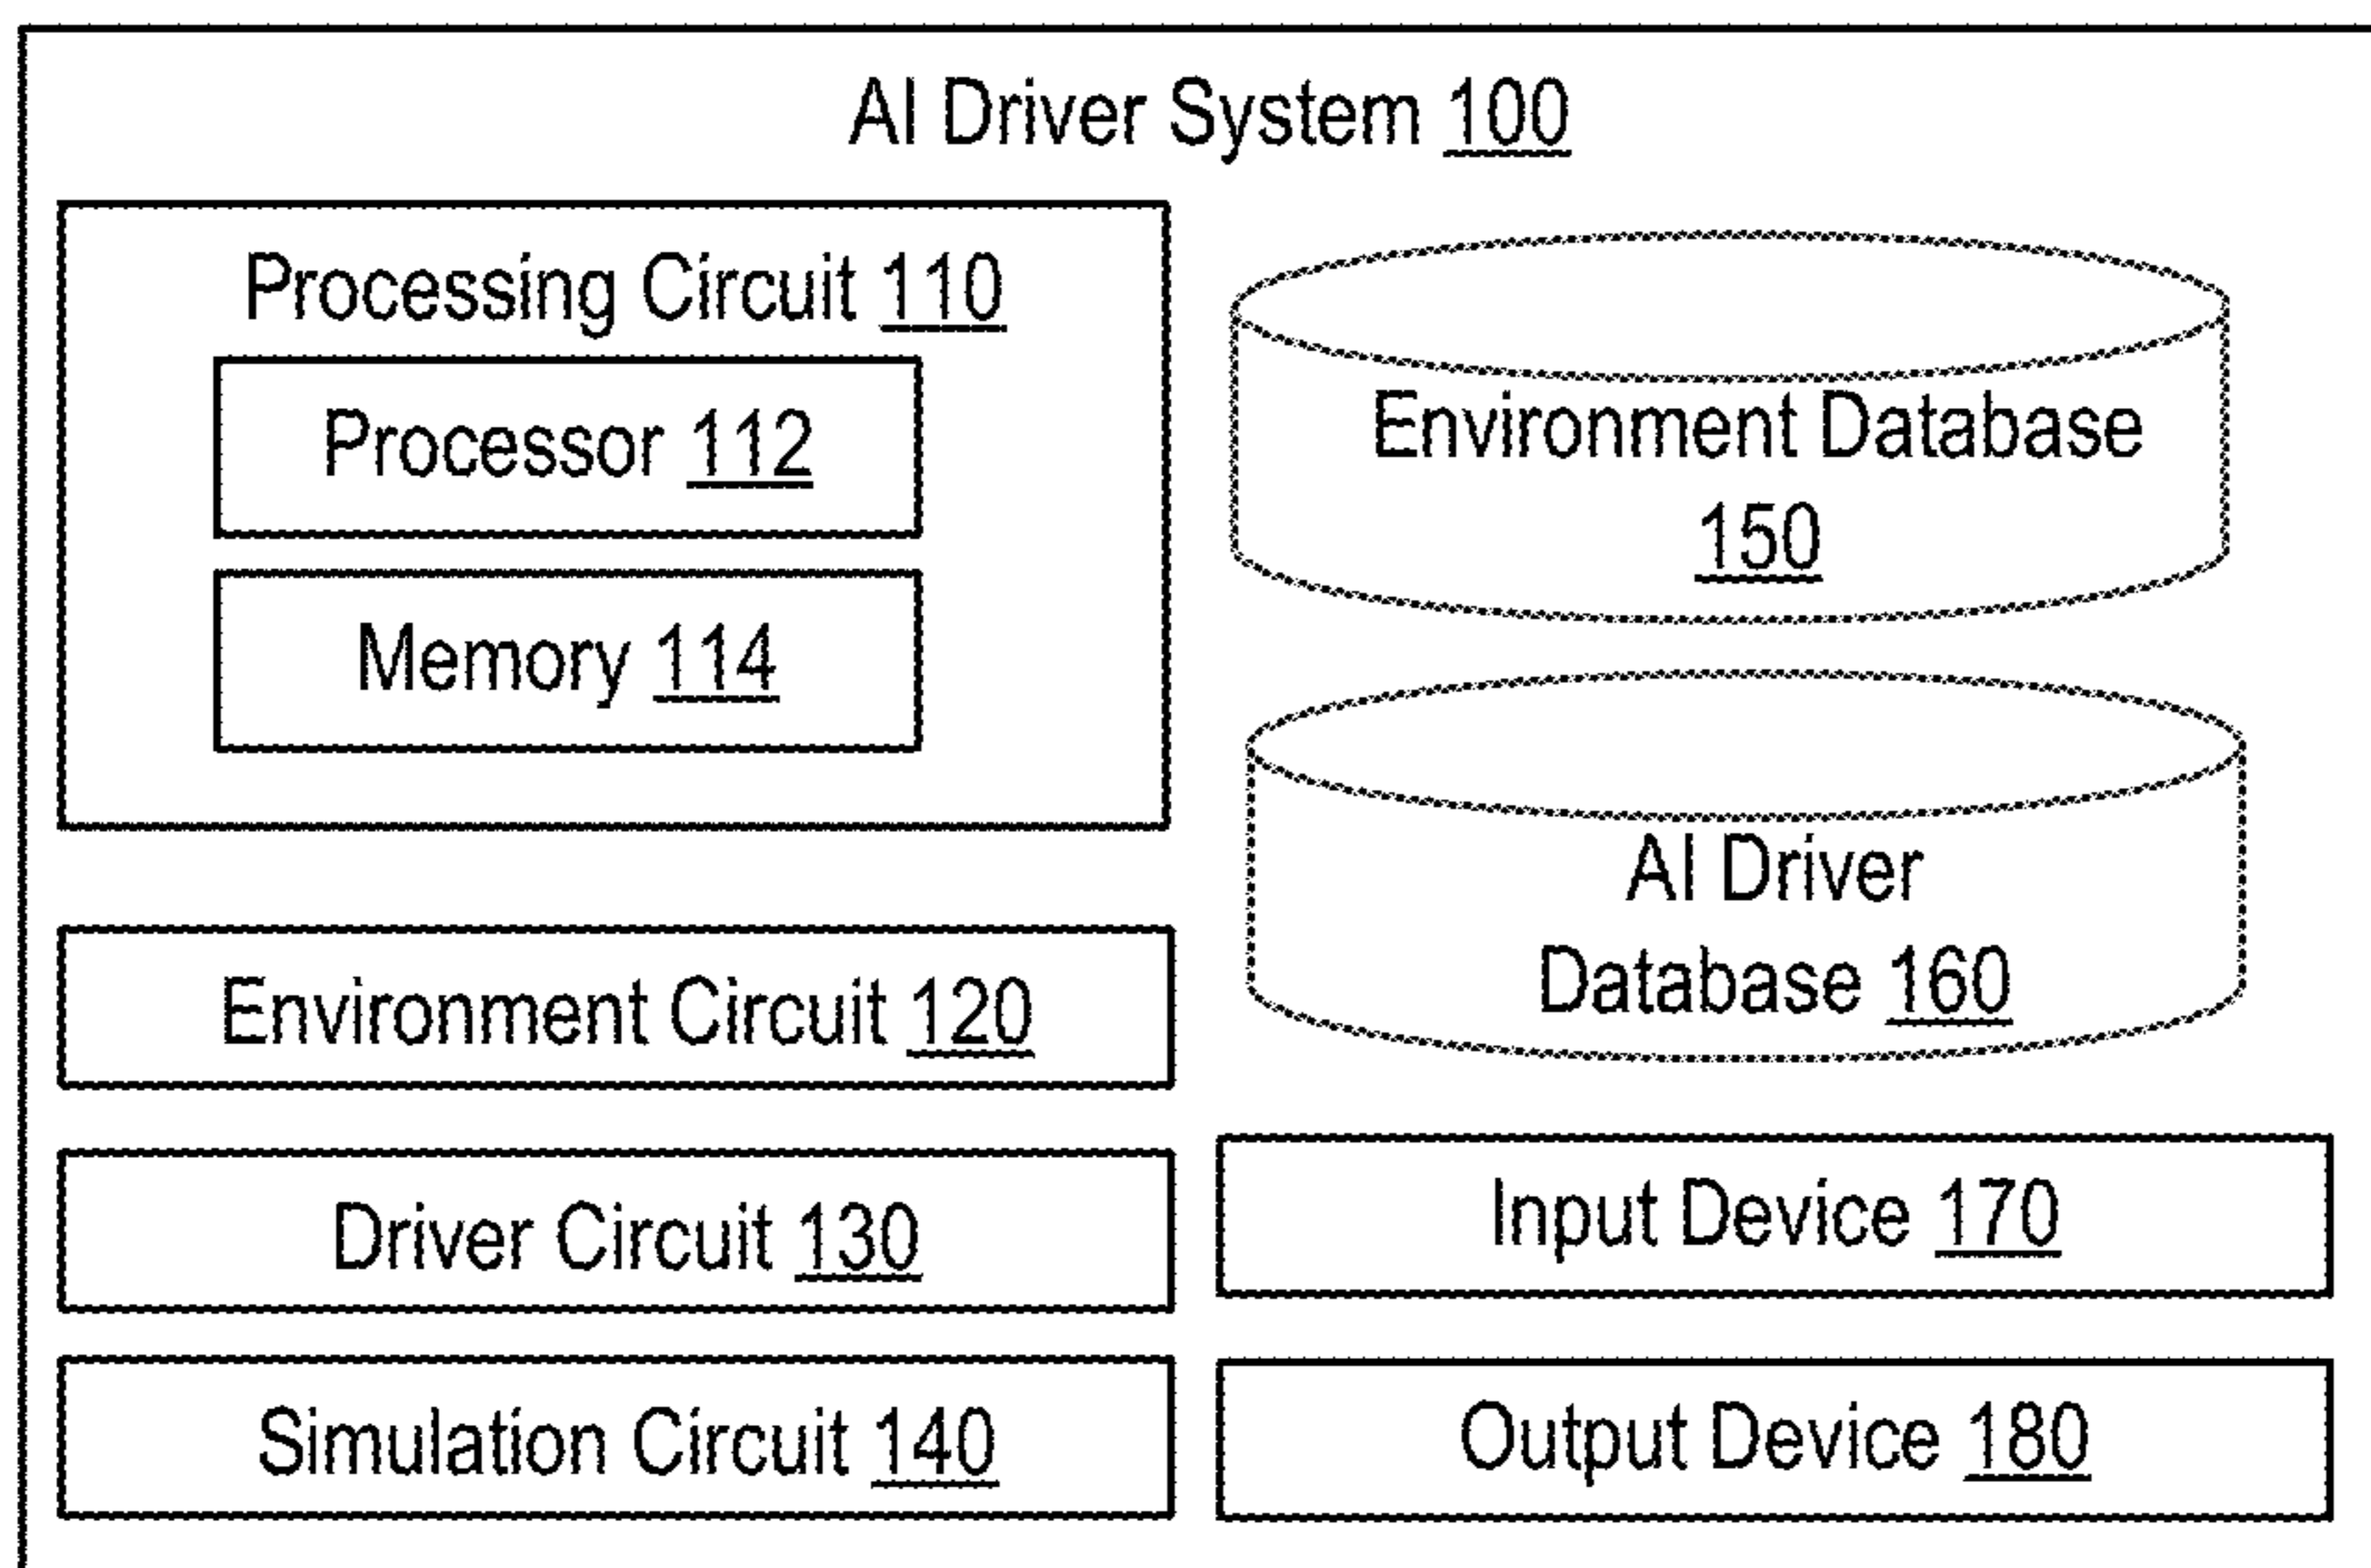 AI Driver System 100
Processing Circuit 110
Processor 112
Memory 114
Environment Circuit 120
Driver Circuit 130
Simulation Circuit 140
Environment Database
150
AI Driver
Database 160
Input Device 170
Output Device 180